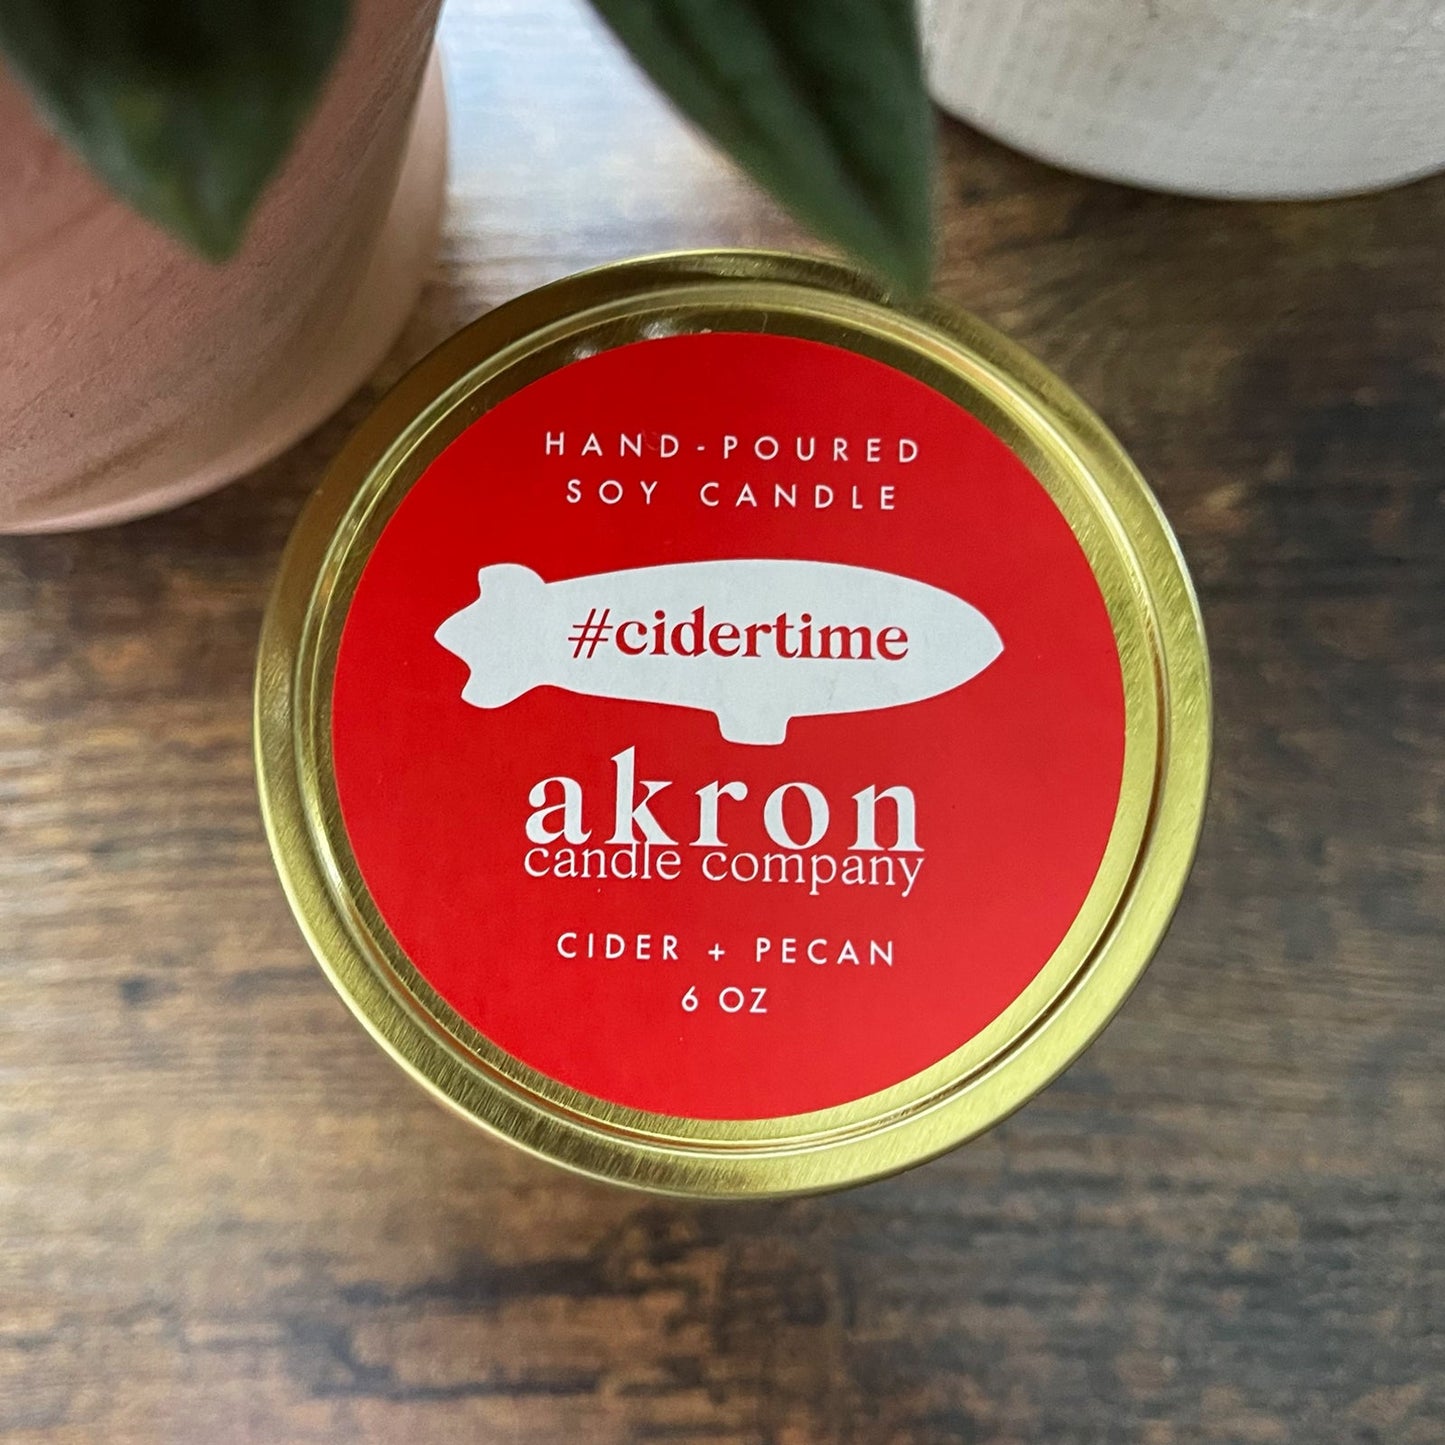 HAND-POURED
SOY CANDLE
#cidertime
akron
candle company
CIDER + PECAN
6 OZ